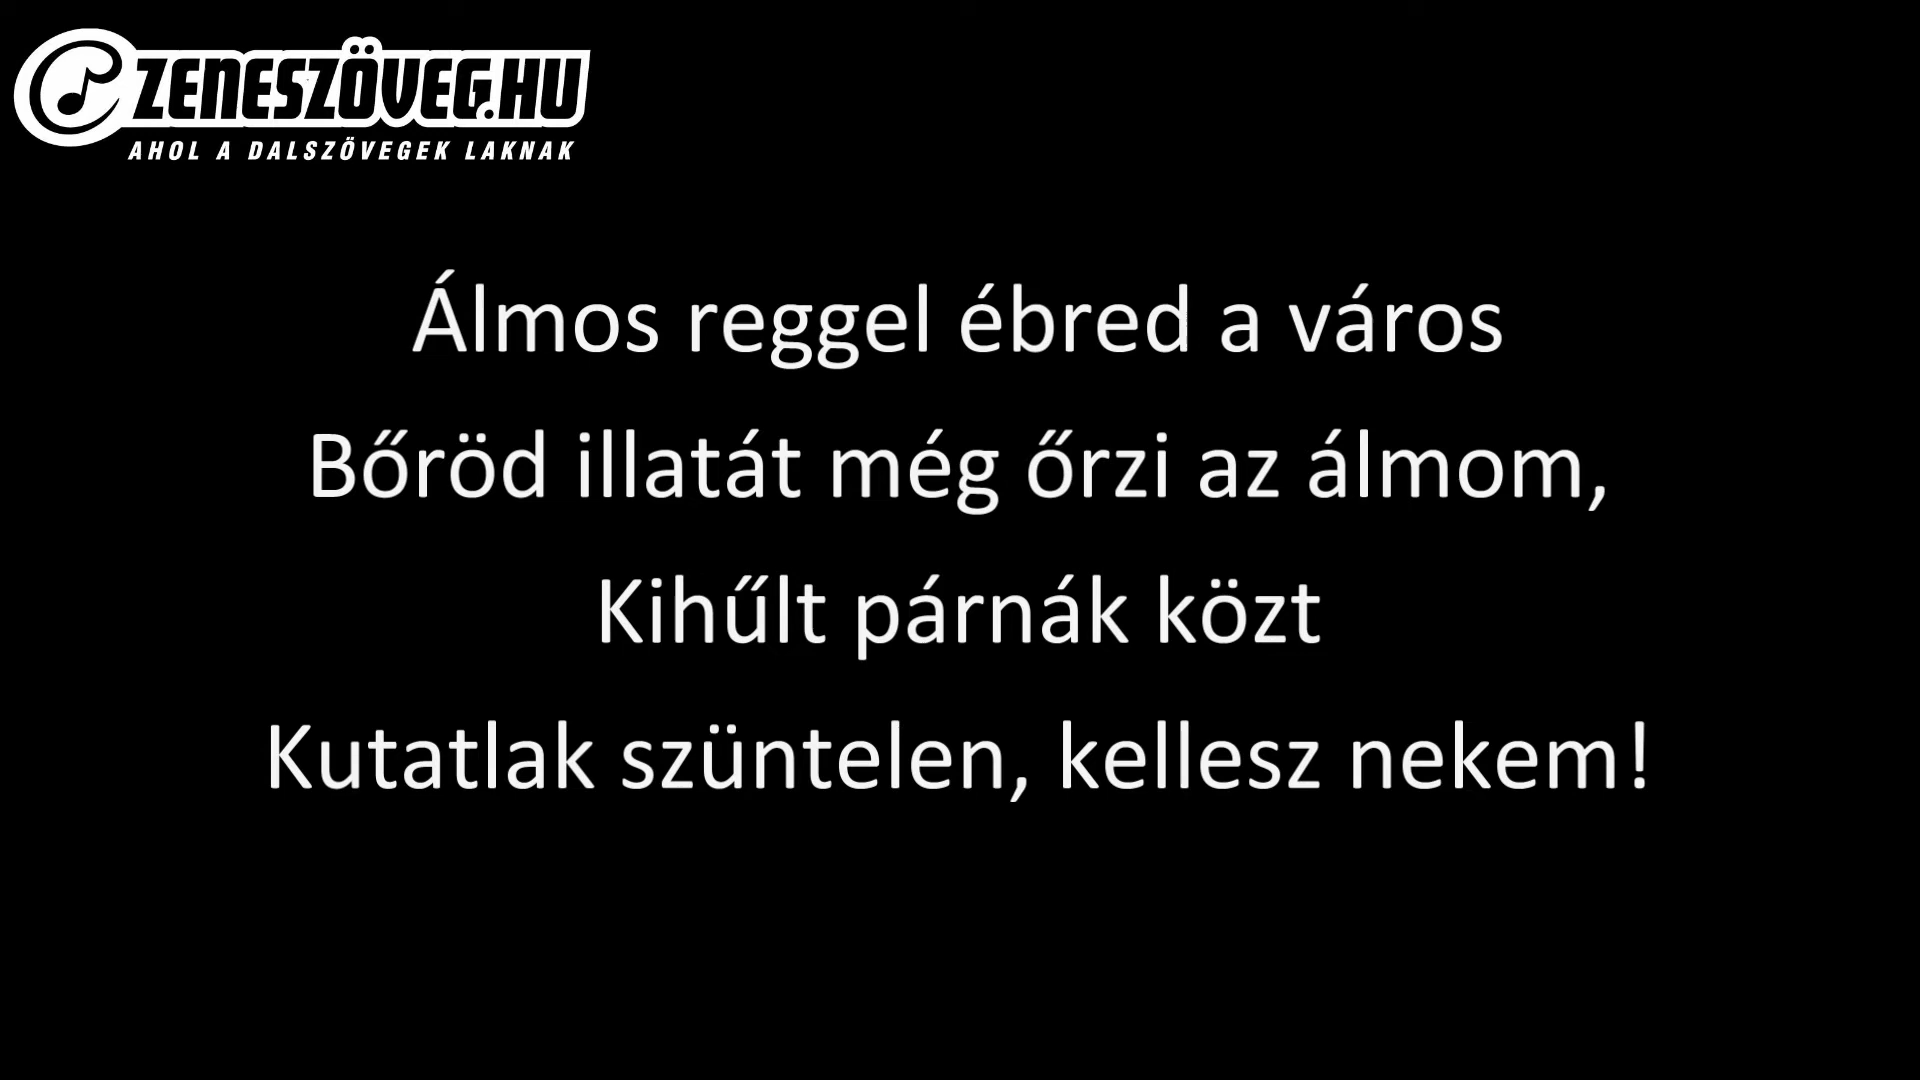 ZENESZÖVEG.HU
AHOL A DALSZÖVEGEK LAKNAK
Álmos reggel ébred a város
Bőröd illatát még őrzi az álmom,
Kihűlt párnák közt
Kutatlak szüntelen, kellesz nekem!